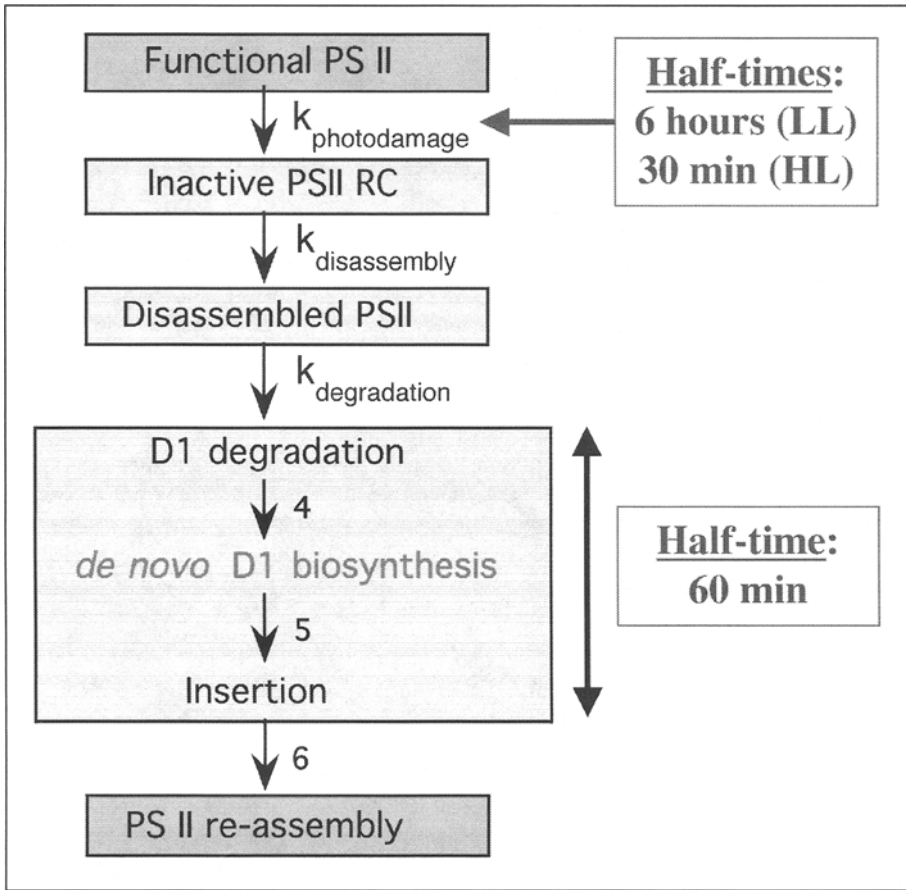 Functional PS II
k photodamage
Half-times:
6 hours (LL)
30 min (HL)
Inactive PSII RC
k disassembly
Disassembled PSII
k degradation
D1 degradation
4
de novo D1 biosynthesis
5
Insertion
Half-time:
60 min
6
PS II re-assembly